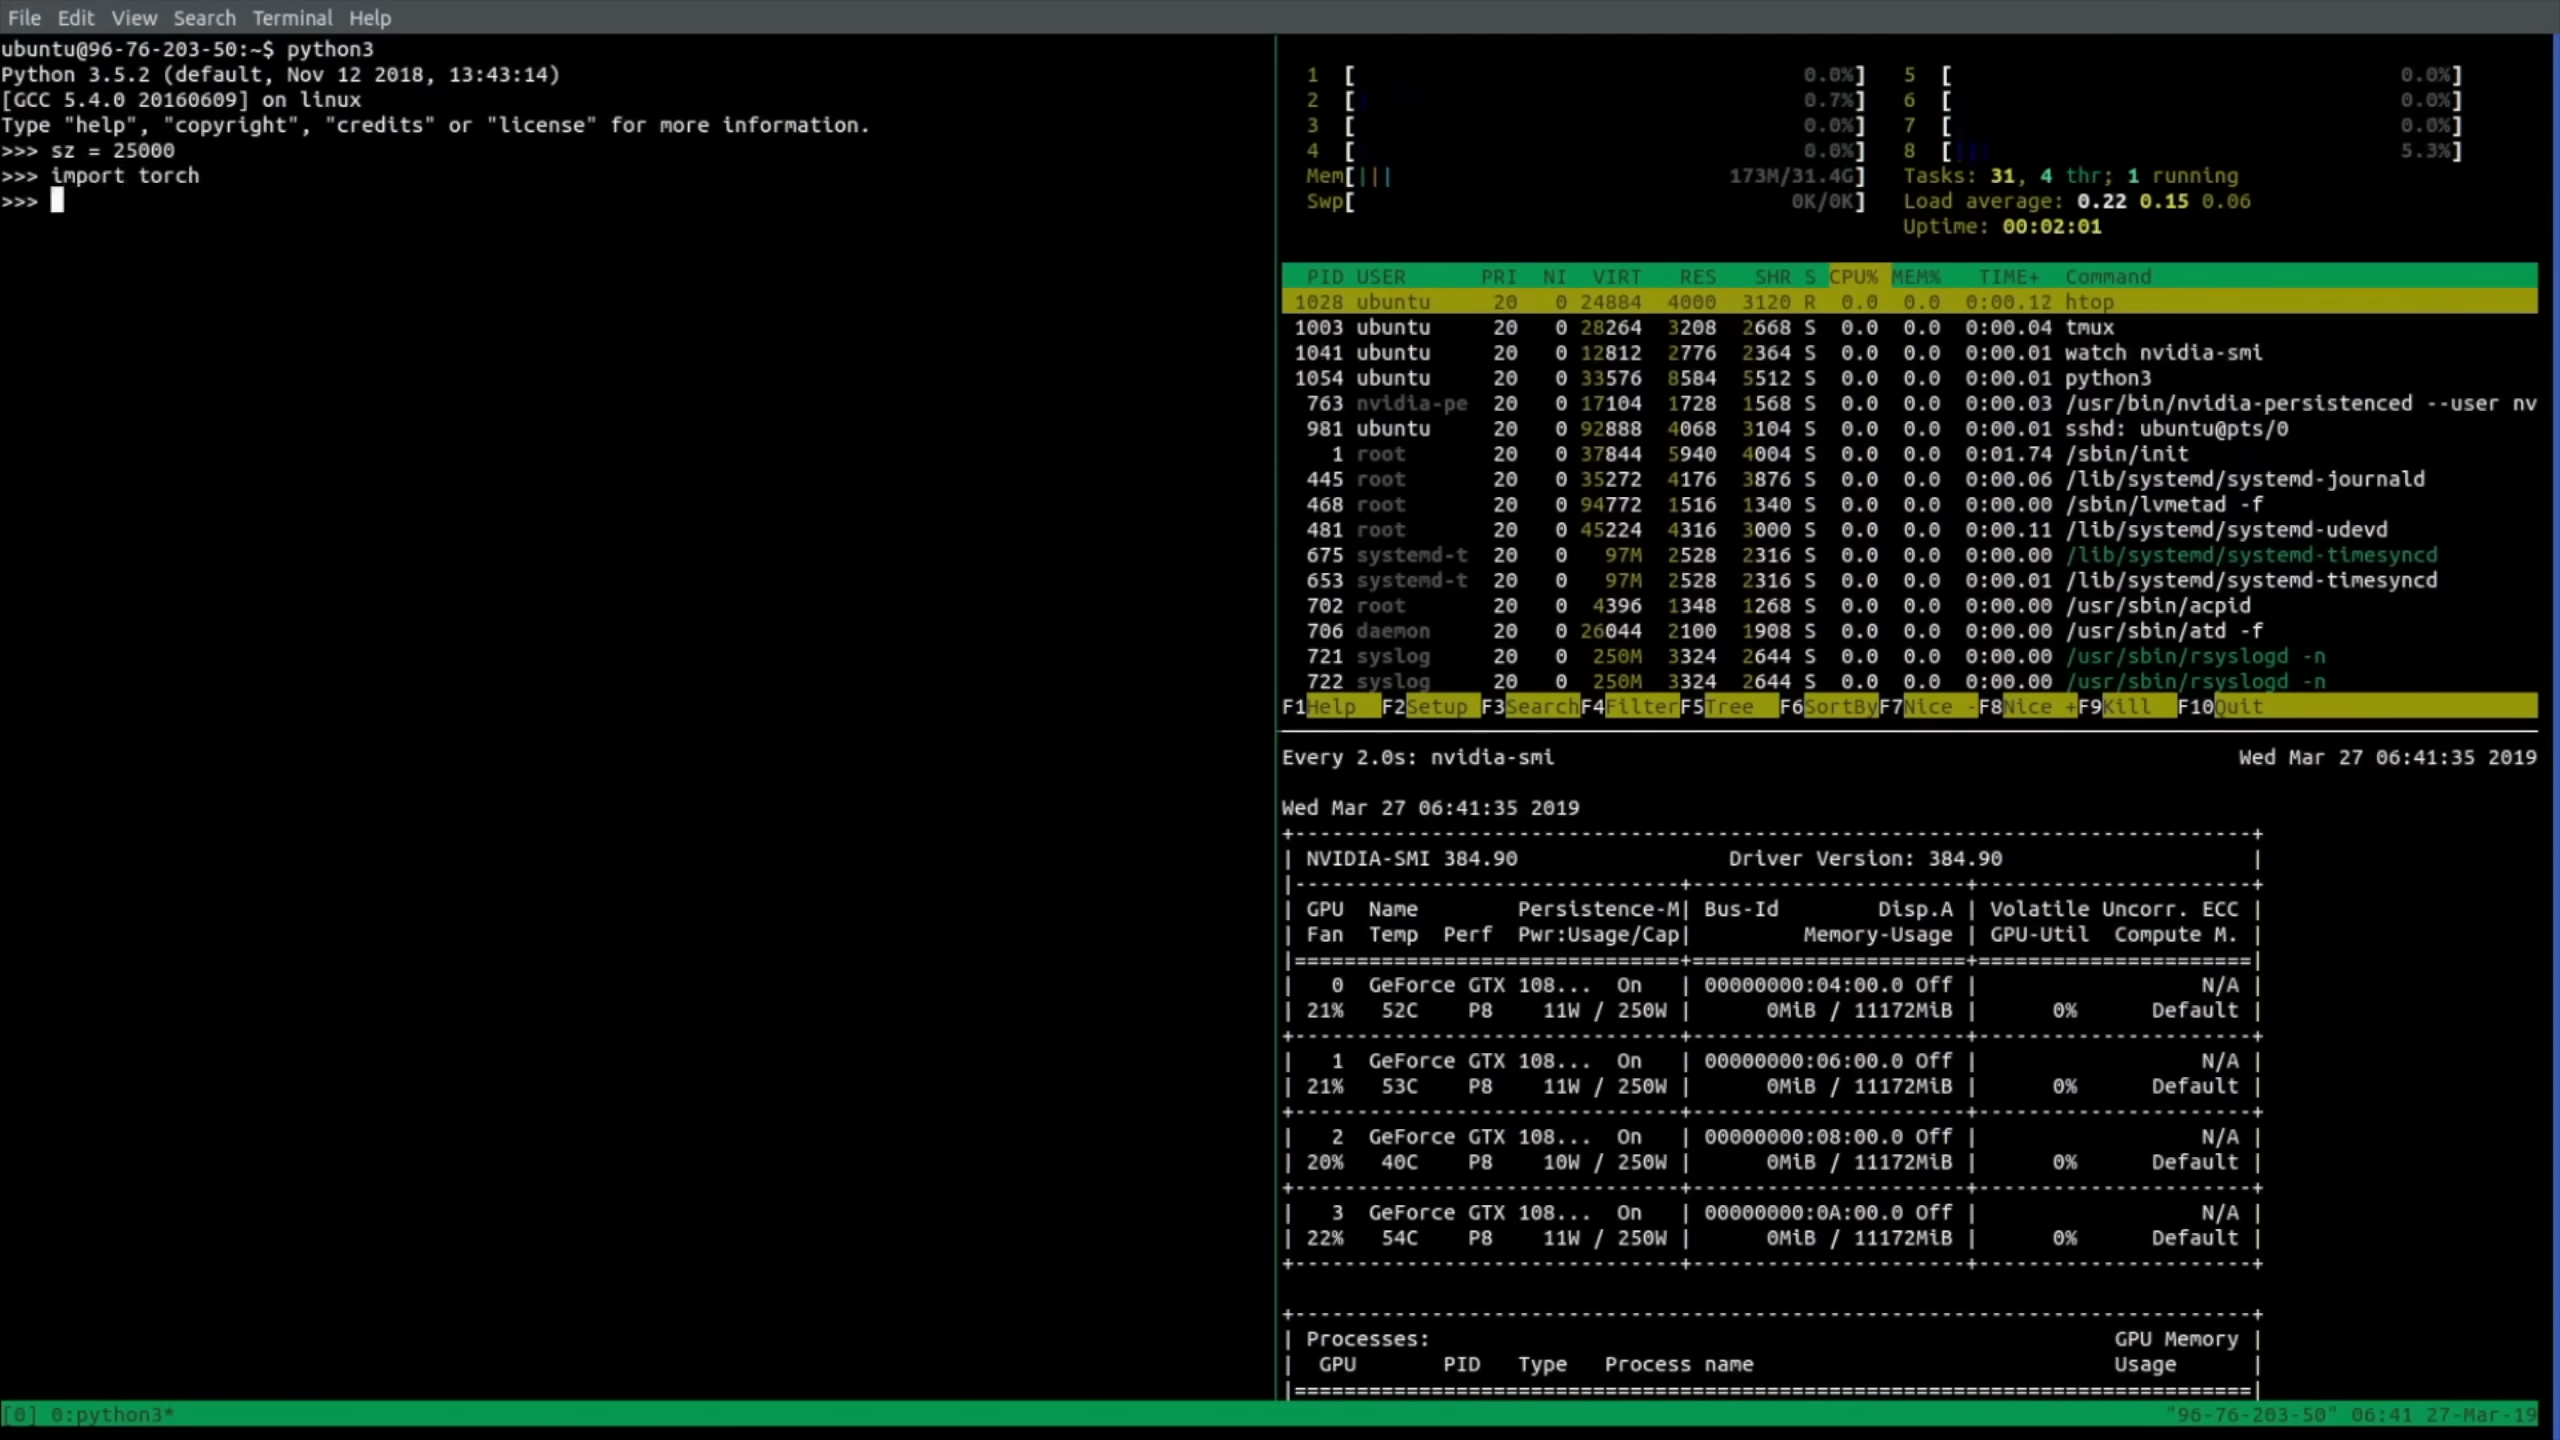 File Edit View Search Terminal Help
ubuntu@96-76-203-50:~$ python3
Python 3.5.2 (default, Nov 12 2018, 13:43:14)
[GCC 5.4.0 20160609] on linux
Type "help", "copyright", "credits" or "license" for more information.
>>> sz = 25000
>>> import torch
>>>
1 [ 0.0%] 5 [ 0.0%]
2 [ 0.7%] 6 [ 0.0%]
3 [ 0.0%] 7 [ 0.0%]
4 [ 0.0%] 8 [||| 5.3%]
Mem[||| 173M/31.4G] Tasks: 31, 4 thr; 1 running
Swp[ 0K/0K] Load average: 0.22 0.15 0.06
Uptime: 00:02:01
PID USER PRI NI VIRT RES SHR S CPU% MEM% TIME+ Command
1028 ubuntu 20 0 24884 4000 3120 R 0.0 0.0 0:00.12 htop
1003 ubuntu 20 0 28264 3208 2668 S 0.0 0.0 0:00.04 tmux
1041 ubuntu 20 0 12812 2776 2364 S 0.0 0.0 0:00.01 watch nvidia-smi
1054 ubuntu 20 0 33576 8584 5512 S 0.0 0.0 0:00.01 python3
763 nvidia-pe 20 0 17104 1728 1568 S 0.0 0.0 0:00.03 /usr/bin/nvidia-persistenced --user nv
981 ubuntu 20 0 92888 4068 3104 S 0.0 0.0 0:00.01 sshd: ubuntu@pts/0
1 root 20 0 37844 5940 4004 S 0.0 0.0 0:01.74 /sbin/init
445 root 20 0 35272 4176 3876 S 0.0 0.0 0:00.06 /lib/systemd/systemd-journald
468 root 20 0 94772 1516 1340 S 0.0 0.0 0:00.00 /sbin/lvmetad -f
481 root 20 0 45224 4316 3000 S 0.0 0.0 0:00.11 /lib/systemd/systemd-udevd
675 systemd-t 20 0 97M 2528 2316 S 0.0 0.0 0:00.00 /lib/systemd/systemd-timesyncd
653 systemd-t 20 0 97M 2528 2316 S 0.0 0.0 0:00.01 /lib/systemd/systemd-timesyncd
702 root 20 0 4396 1348 1268 S 0.0 0.0 0:00.00 /usr/sbin/acpid
706 daemon 20 0 26044 2100 1908 S 0.0 0.0 0:00.00 /usr/sbin/atd -f
721 syslog 20 0 250M 3324 2644 S 0.0 0.0 0:00.00 /usr/sbin/rsyslogd -n
722 syslog 20 0 250M 3324 2644 S 0.0 0.0 0:00.00 /usr/sbin/rsyslogd -n
F1Help F2Setup F3SearchF4FilterF5Tree F6SortByF7Nice -F8Nice +F9Kill F10Quit
Every 2.0s: nvidia-smi Wed Mar 27 06:41:35 2019
Wed Mar 27 06:41:35 2019
+-----------------------------------------------------------------------------+
| NVIDIA-SMI 384.90 Driver Version: 384.90 |
|-------------------------------+----------------------+----------------------+
| GPU Name Persistence-M| Bus-Id Disp.A | Volatile Uncorr. ECC |
| Fan Temp Perf Pwr:Usage/Cap| Memory-Usage | GPU-Util Compute M. |
|===============================+======================+======================|
| 0 GeForce GTX 108... On | 00000000:04:00.0 Off | N/A |
| 21% 52C P8 11W / 250W | 0MiB / 11172MiB | 0% Default |
+-------------------------------+----------------------+----------------------+
| 1 GeForce GTX 108... On | 00000000:06:00.0 Off | N/A |
| 21% 53C P8 11W / 250W | 0MiB / 11172MiB | 0% Default |
+-------------------------------+----------------------+----------------------+
| 2 GeForce GTX 108... On | 00000000:08:00.0 Off | N/A |
| 20% 40C P8 10W / 250W | 0MiB / 11172MiB | 0% Default |
+-------------------------------+----------------------+----------------------+
| 3 GeForce GTX 108... On | 00000000:0A:00.0 Off | N/A |
| 22% 54C P8 11W / 250W | 0MiB / 11172MiB | 0% Default |
+-------------------------------+----------------------+----------------------+
+-----------------------------------------------------------------------------+
| Processes: GPU Memory |
| GPU PID Type Process name Usage |
|=============================================================================|
[0] 0:python3* "96-76-203-50" 06:41 27-Mar-19